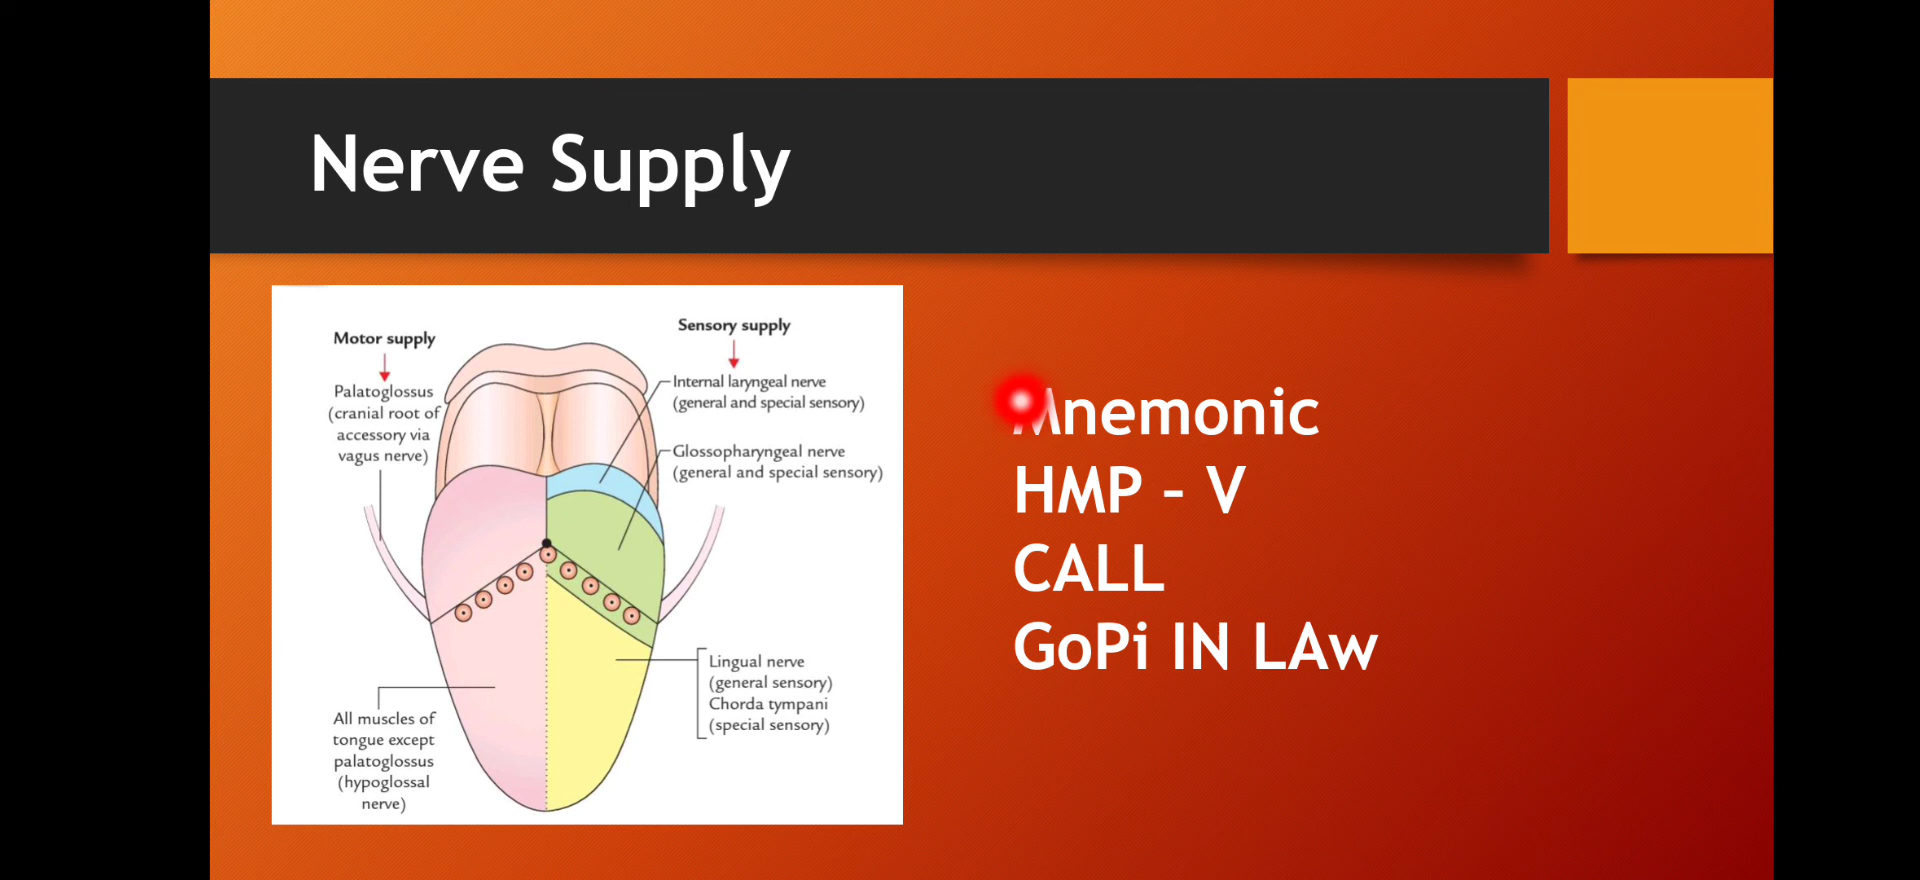 Nerve Supply
Motor supply
Palatoglossus
(cranial root of
accessory via
vagus nerve)
All muscles of
tongue except
palatoglossus
(hypoglossal
nerve)
Sensory supply
Internal laryngeal nerve
(general and special sensory)
Glossopharyngeal nerve
(general and special sensory)
Lingual nerve
(general sensory)
Chorda tympani
(special sensory)
Mnemonic
HMP – V
CALL
GoPi IN LAw